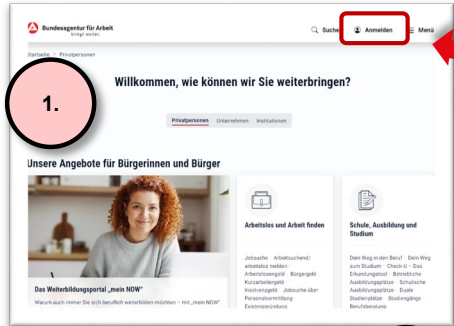 Bundesagentur für Arbeit
bringt weiter.
Suche
Anmelden
Menü
Startseite > Privatpersonen
1.
Willkommen, wie können wir Sie weiterbringen?
Privatpersonen Unternehmen Institutionen
Unsere Angebote für Bürgerinnen und Bürger
Das Weiterbildungsportal „mein NOW"
Warum auch immer Sie sich beruflich weiterbilden möchten – mit „mein NOW"
Arbeitslos und Arbeit finden
Jobsuche · Arbeitsuchend/
arbeitslos melden ·
Arbeitslosengeld · Bürgergeld ·
Kurzarbeitergeld ·
Insolvenzgeld · Jobsuche über
Personalvermittlung ·
Existenzgründung
Schule, Ausbildung und
Studium
Dein Weg in den Beruf · Dein Weg
zum Studium · Check-U – Das
Erkundungstool · Betriebliche
Ausbildungsplätze · Schulische
Ausbildungsplätze · Duale
Studienplätze · Studiengänge ·
Berufsberatung